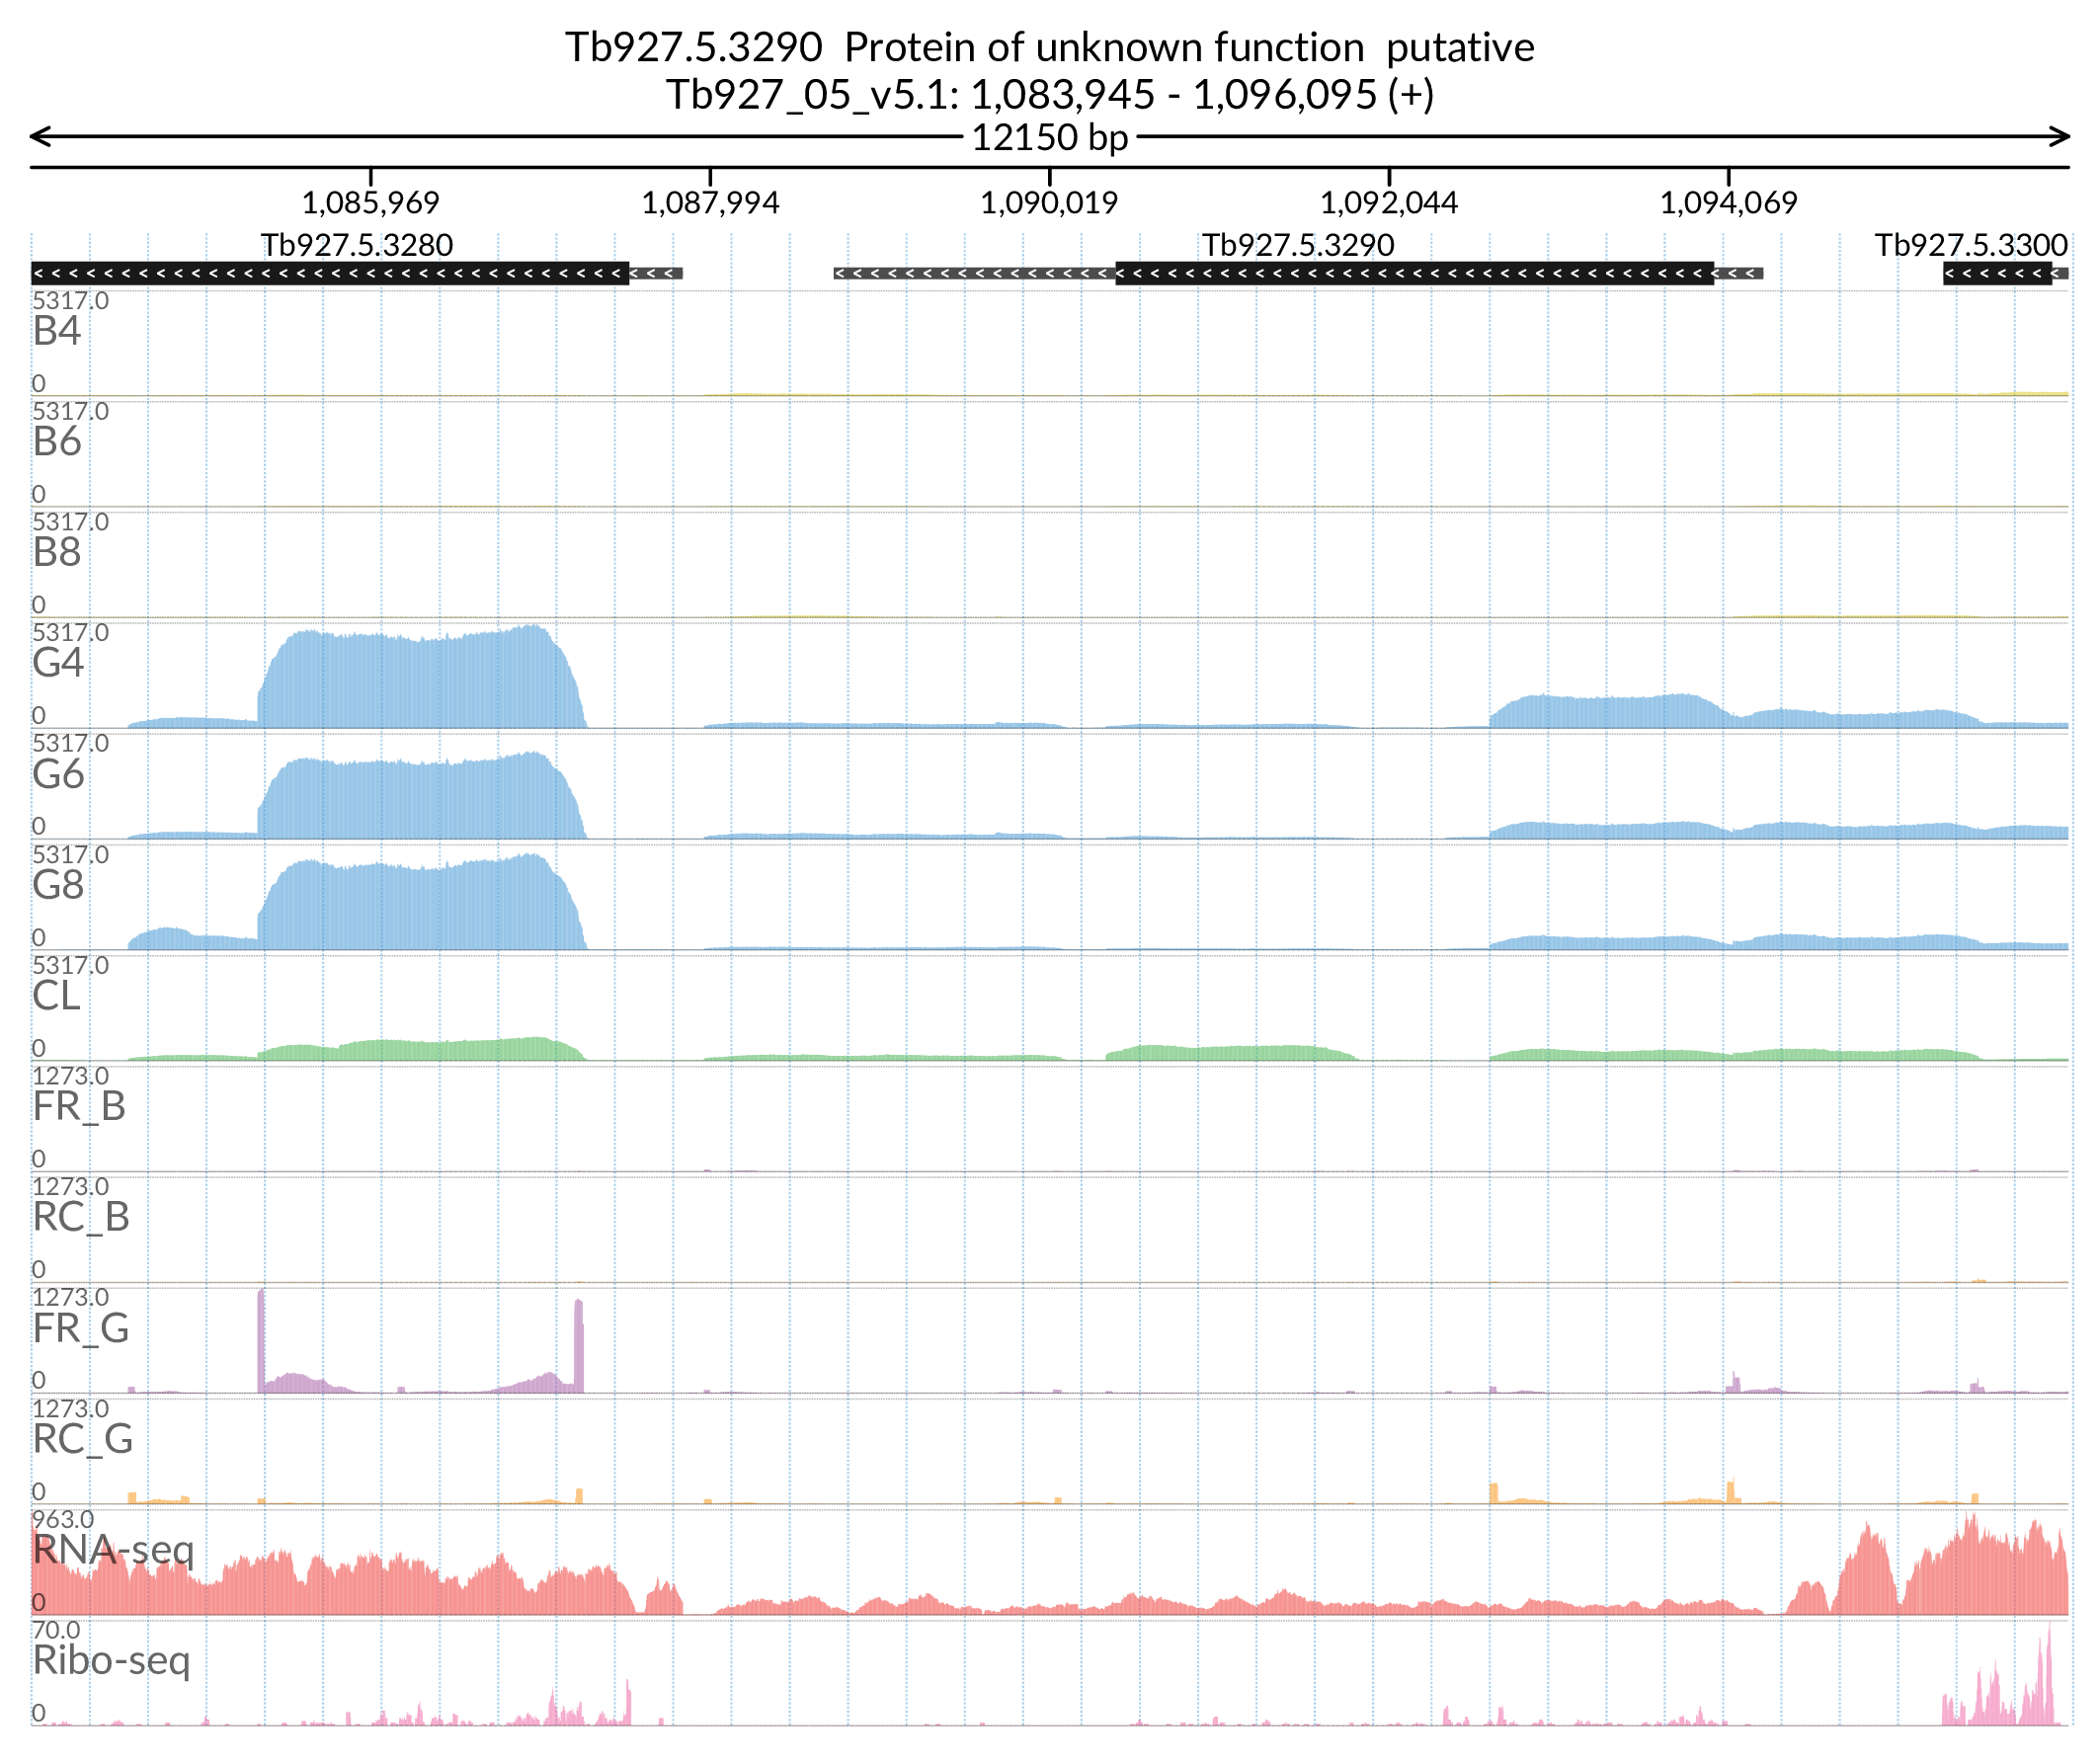 Tb927.5.3290  Protein of unknown function  putative
Tb927_05_v5.1: 1,083,945 - 1,096,095 (+)
12150 bp
1,085,969 1,087,994 1,090,019 1,092,044 1,094,069
Tb927.5.3280 Tb927.5.3290 Tb927.5.3300
5317.0
B4
0
5317.0
B6
0
5317.0
B8
0
5317.0
G4
0
5317.0
G6
0
5317.0
G8
0
5317.0
CL
0
1273.0
FR_B
0
1273.0
RC_B
0
1273.0
FR_G
0
1273.0
RC_G
0
963.0
RNA-seq
0
70.0
Ribo-seq
0